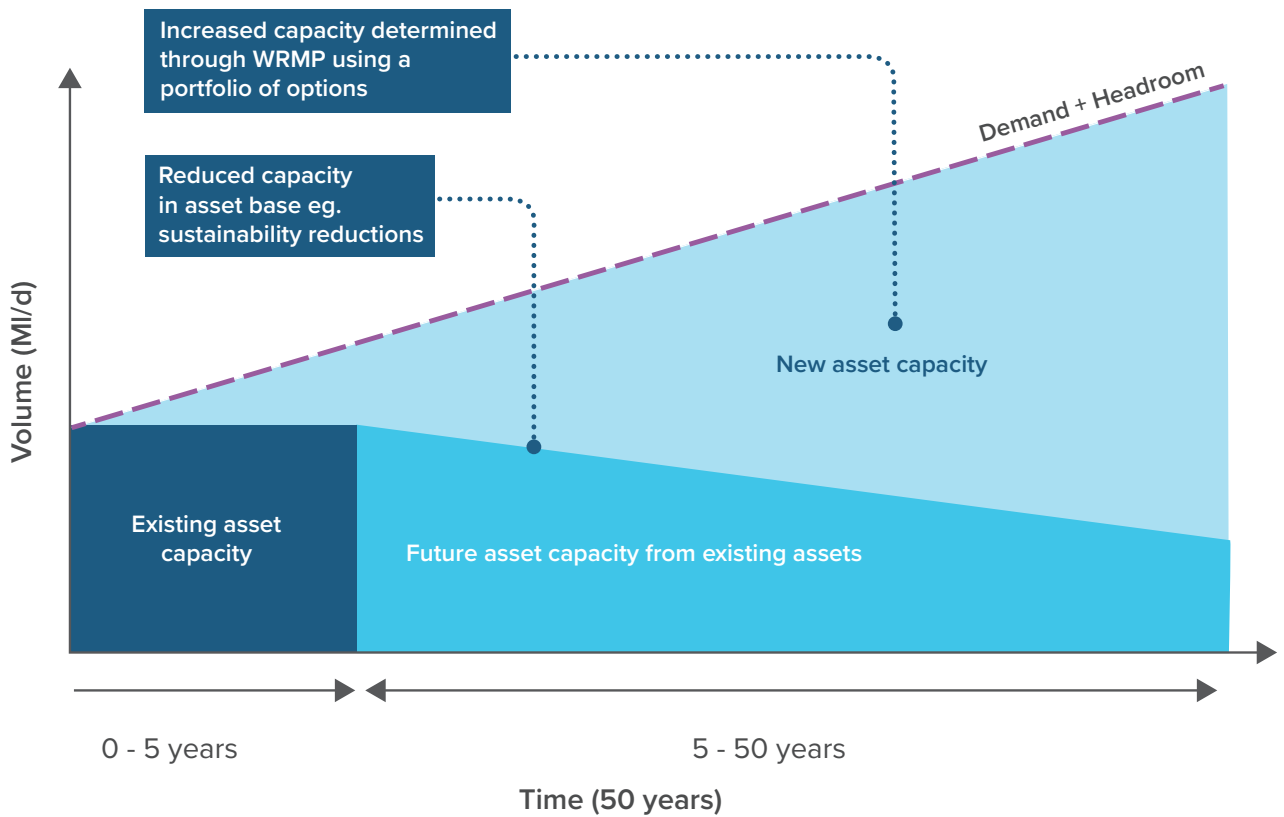 Increased capacity determined
through WRMP using a
portfolio of options
Demand + Headroom
Reduced capacity
in asset base eg.
sustainability reductions
Volume (Ml/d)
New asset capacity
Existing asset
capacity
Future asset capacity from existing assets
0 - 5 years
5 - 50 years
Time (50 years)